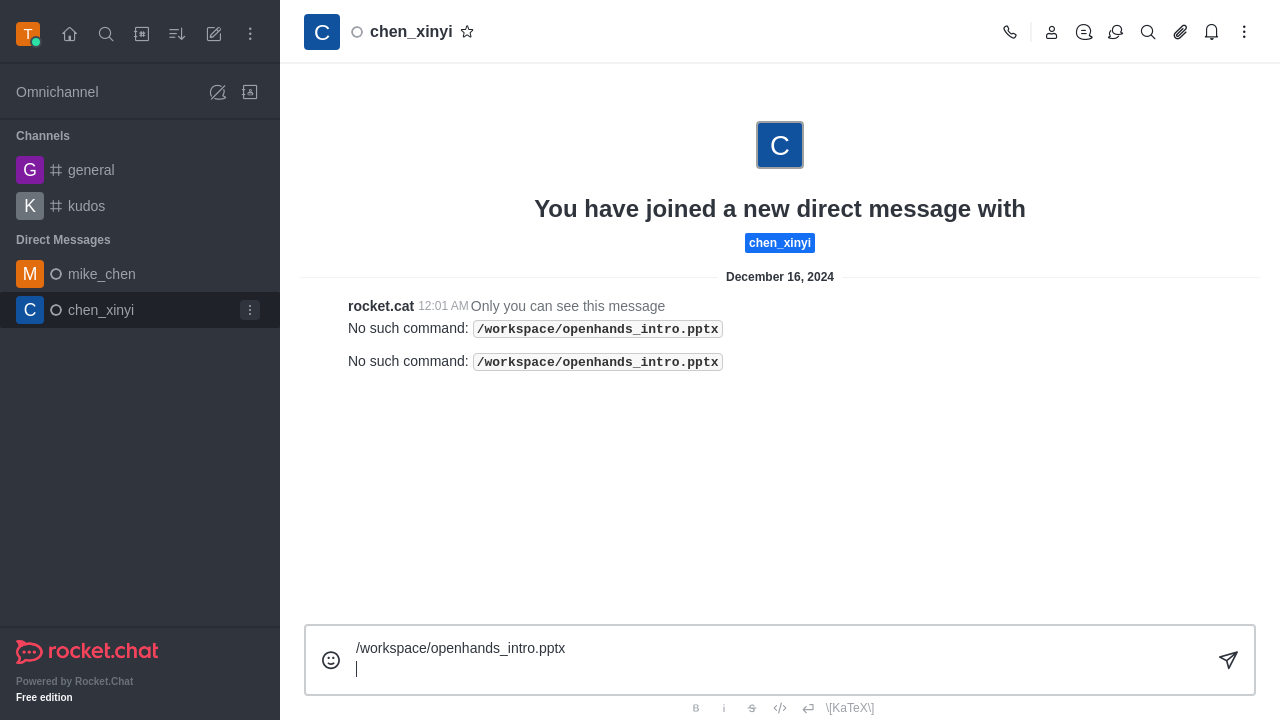 T
Omnichannel
Channels
G general
K kudos
Direct Messages
M mike_chen
C chen_xinyi
rocket.chat
Powered by Rocket.Chat
Free edition
C chen_xinyi
C
You have joined a new direct message with
chen_xinyi
December 16, 2024
rocket.cat 12:01 AM Only you can see this message
No such command: /workspace/openhands_intro.pptx
No such command: /workspace/openhands_intro.pptx
/workspace/openhands_intro.pptx
B i S \[KaTeX\]